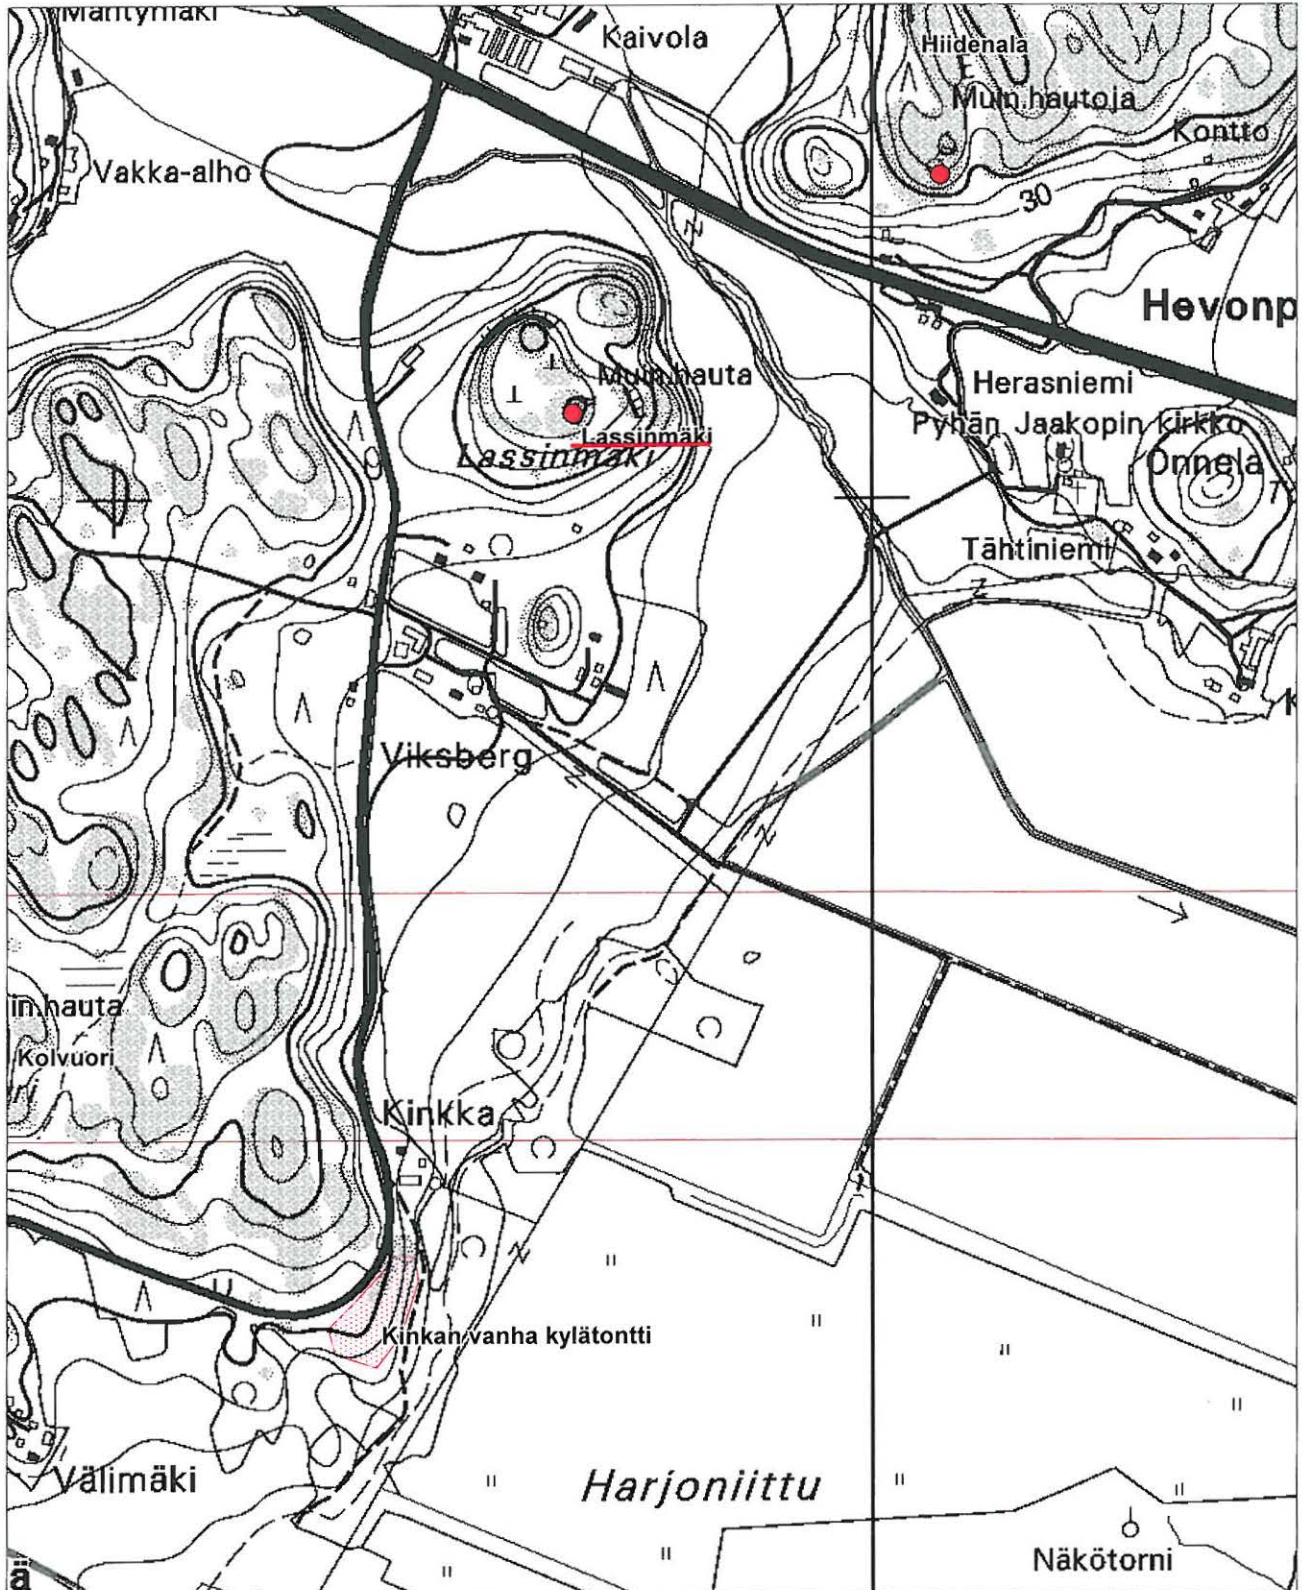 Mäntymäki
Kaivola
Hiidenala
E
Muin.hautoja
Kontto
Vakka-alho
30
Hevonp
Muin.hauta
Herasniemi
Lassinmäki
Pyhän Jaakopin kirkko
Lassinmäki
Onnela
Tähtiniemi
K
Viksberg
in.hauta
Kolvuori
ri
Kinkka
Kinkan vanha kylätontti
Välimäki
Harjoniittu
Näkötorni
ä